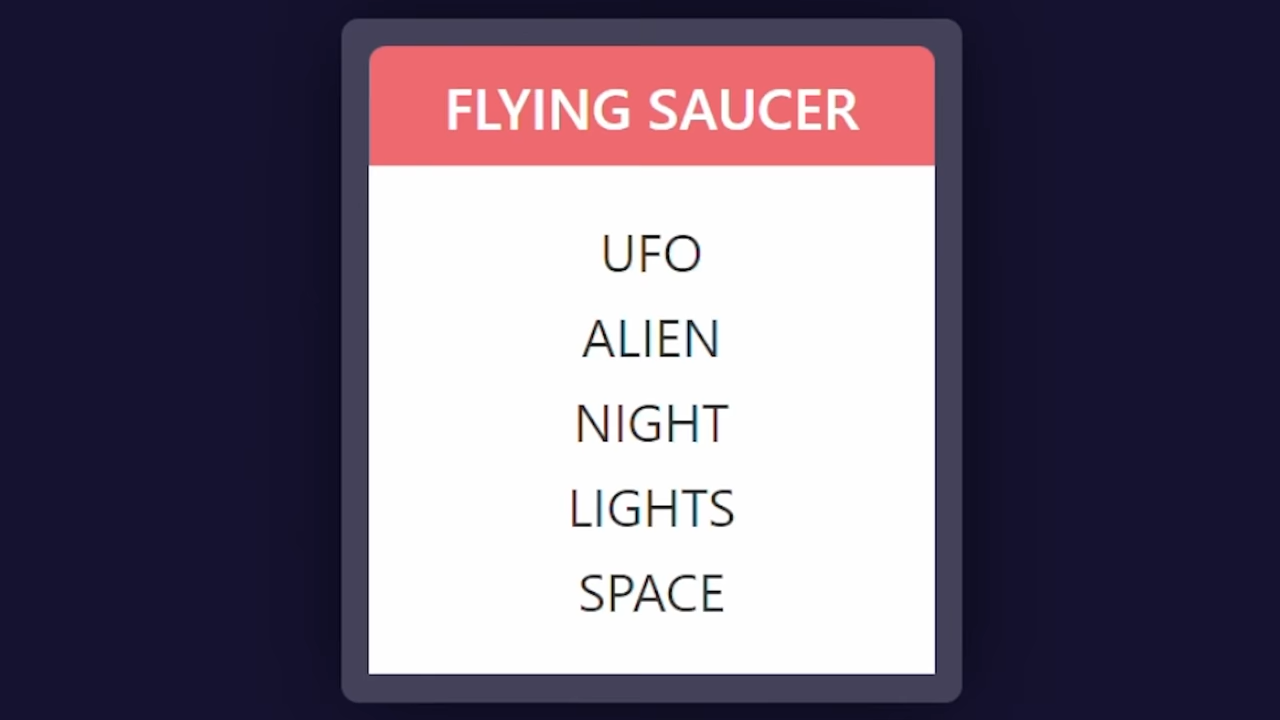 FLYING SAUCER
UFO
ALIEN
NIGHT
LIGHTS
SPACE